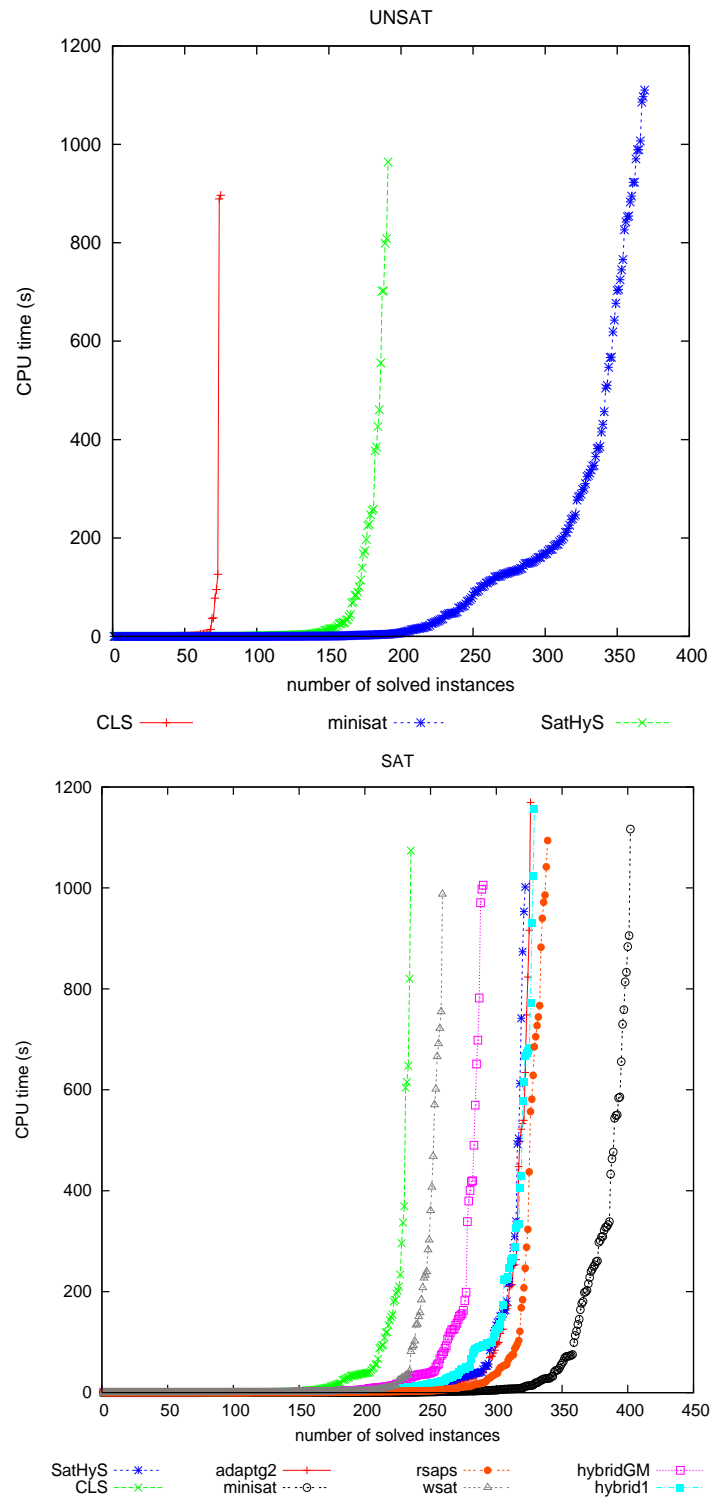 UNSAT
1200
1000
800
600
400
200
0
CPU time (s)
0 50 100 150 200 250 300 350 400
number of solved instances
CLS minisat SatHyS
SAT
1200
1000
800
600
400
200
0
CPU time (s)
0 50 100 150 200 250 300 350 400 450
number of solved instances
SatHyS adaptg2 rsaps hybridGM
CLS minisat wsat hybrid1